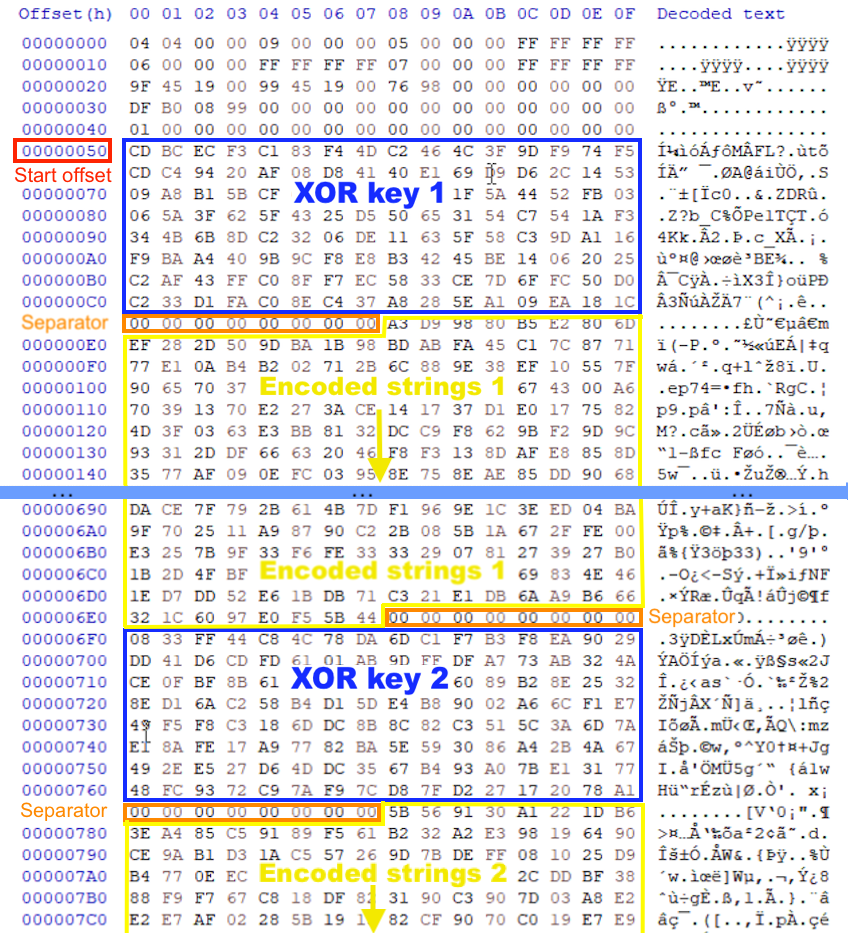 Offset(h) 00 01 02 03 04 05 06 07 08 09 0A 0B 0C 0D 0E 0F Decoded text
00000000 04 04 00 00 09 00 00 00 05 00 00 00 FF FF FF FF ............ÿÿÿÿ
00000010 06 00 00 00 FF FF FF FF 07 00 00 00 FF FF FF FF ....ÿÿÿÿ....ÿÿÿÿ
00000020 9F 45 19 00 99 45 19 00 76 98 00 00 00 00 00 00 ŸE..™E..v˜......
00000030 DF B0 08 99 00 00 00 00 00 00 00 00 00 00 00 00 ß°.™............
00000040 01 00 00 00 00 00 00 00 00 00 00 00 00 00 00 00 ................
00000050 CD BC EC F3 C1 83 F4 4D C2 46 4C 3F 9D F9 74 F5 Í¼ìóÁƒôMÂFL?.ùtõ
Start offset CD C4 94 20 AF 08 D8 41 40 E1 69 D9 D6 2C 14 53 ÍÄ” ¯.ØA@áiÙÖ,.S
00000070 09 A8 B1 5B CF XOR key 1 1F 5A 44 52 FB 03 .¨±[Ïc0..&.ZDRû.
00000080 06 5A 3F 62 5F 43 25 D5 50 65 31 54 C7 54 1A F3 .Z?b_C%ÕPe1TÇT.ó
00000090 34 4B 6B 8D C2 32 06 DE 11 63 5F 58 C3 9D A1 16 4Kk.Â2.Þ.c_XÃ.¡.
000000A0 F9 BA A4 40 9B 9C F8 E8 B3 42 45 BE 14 06 20 25 ùº¤@›œøè³BE¾.. %
000000B0 C2 AF 43 FF C0 8F F7 EC 58 33 CE 7D 6F FC 50 D0 Â¯CÿÀ.÷ìX3Î}oüPÐ
000000C0 C2 33 D1 FA C0 8E C4 37 A8 28 5E A1 09 EA 18 1C Â3ÑúÀŽÄ7¨(^¡.ê..
Separator 00 00 00 00 00 00 00 00 A3 D9 98 80 B5 E2 80 6D ........£Ù˜€µâ€m
000000E0 EF 28 2D 50 9D BA 1B 98 BD AB FA 45 C1 7C 87 71 ï(-P.º.˜½«úEÁ|‡q
000000F0 77 E1 0A B4 B2 02 71 2B 6C 88 9E 38 EF 10 55 7F wá.´².q+lˆž8ï.U.
00000100 90 65 70 37 Encoded strings 1 67 43 00 A6 .ep74=•fh.`RgC.¦
00000110 70 39 13 70 E2 27 3A CE 14 17 37 D1 E0 17 75 82 p9.pâ':Î..7Ñà.u‚
00000120 4D 3F 03 63 E3 BB 81 32 DC C9 F8 62 9B F2 9D 9C M?.cã».2ÜÉøb›ò.œ
00000130 93 31 2D DF 66 63 20 46 F8 F3 13 8D AF E8 85 8D “1-ßfc Føó..¯è….
00000140 35 77 AF 09 0E FC 03 95 8E 75 8E AE 85 DD 90 68 5w¯..ü.•ŽuŽ®…Ý.h
... ... ...
00000690 DA CE 7F 79 2B 61 4B 7D F1 96 9E 1C 3E ED 04 BA ÚÎ.y+aK}ñ–ž.>í.º
000006A0 9F 70 25 11 A9 87 90 C2 2B 08 5B 1A 67 2F FE 00 Ÿp%.©‡.Â+.[.g/þ.
000006B0 E3 25 7B 9F 33 F6 FE 33 33 29 07 81 27 39 27 B0 ã%{Ÿ3öþ33)..'9'°
000006C0 1B 2D 4F BF Encoded strings 1 69 83 4E 46 .-O¿<–Sý.+Ï»iƒNF
000006D0 1E D7 DD 52 E6 1B DB 71 C3 21 E1 DB 6A A9 B6 66 .×ÝRæ.ÛqÃ!áÛj©¶f
000006E0 32 1C 60 97 E0 F5 5B 44 00 00 00 00 00 00 00 00 Separator ........
000006F0 08 33 FF 44 C8 4C 78 DA 6D C1 F7 B3 F8 EA 90 29 .3ÿDÈLxÚmÁ÷³øê.)
00000700 DD 41 D6 CD FD 61 01 AB 9D FF DF A7 73 AB 32 4A ÝAÖÍýa.«.ÿß§s«2J
00000710 CE 0F BF 8B 61 XOR key 2 60 89 B2 8E 25 32 Î.¿‹as`·Ó.`‰²Ž%2
00000720 8E D1 6A C2 58 B4 D1 5D E4 B8 90 02 A6 6C F1 E7 ŽÑjÂX´Ñ]ä¸..¦lñç
00000730 49 F5 F8 C3 18 6D DC 8B 8C 82 C3 51 5C 3A 6D 7A IõøÃ.mÜ‹Œ‚ÃQ\:mz
00000740 E1 8A FE 17 A9 77 82 BA 5E 59 30 86 A4 2B 4A 67 áŠþ.©w‚º^Y0†¤+Jg
00000750 49 2E E5 27 D6 4D DC 35 67 B4 93 A0 7B E1 31 77 I.å'ÖMÜ5g´“ {á1w
00000760 48 FC 93 72 C9 7A F9 7C D8 7F D2 27 17 20 78 A1 Hü“rÉzù|Ø.Ò'. x¡
Separator 00 00 00 00 00 00 00 00 5B 56 91 30 A1 22 1D B6 ........[V‘0¡".¶
00000780 3E A4 85 C5 91 89 F5 61 B2 32 A2 E3 98 19 64 90 >¤…Å‘‰õa²2¢ã˜.d.
00000790 CE 9A B1 D3 1A C5 57 26 9D 7B DE FF 08 10 25 D9 Îš±Ó.ÅW&.{Þÿ..%Ù
000007A0 B4 77 0E EC Encoded strings 2 2C DD BF 38 ´w.ìœë]Wµ,.¬,Ý¿8
000007B0 88 F9 F7 67 C8 18 DF 82 31 90 C3 90 7D 03 A8 E2 ˆù÷gÈ.ß‚1.Ã.}.¨â
000007C0 E2 E7 AF 02 28 5B 19 82 CF 90 70 C0 19 E7 E9 âç¯.([..‚Ï.pÀ.çé